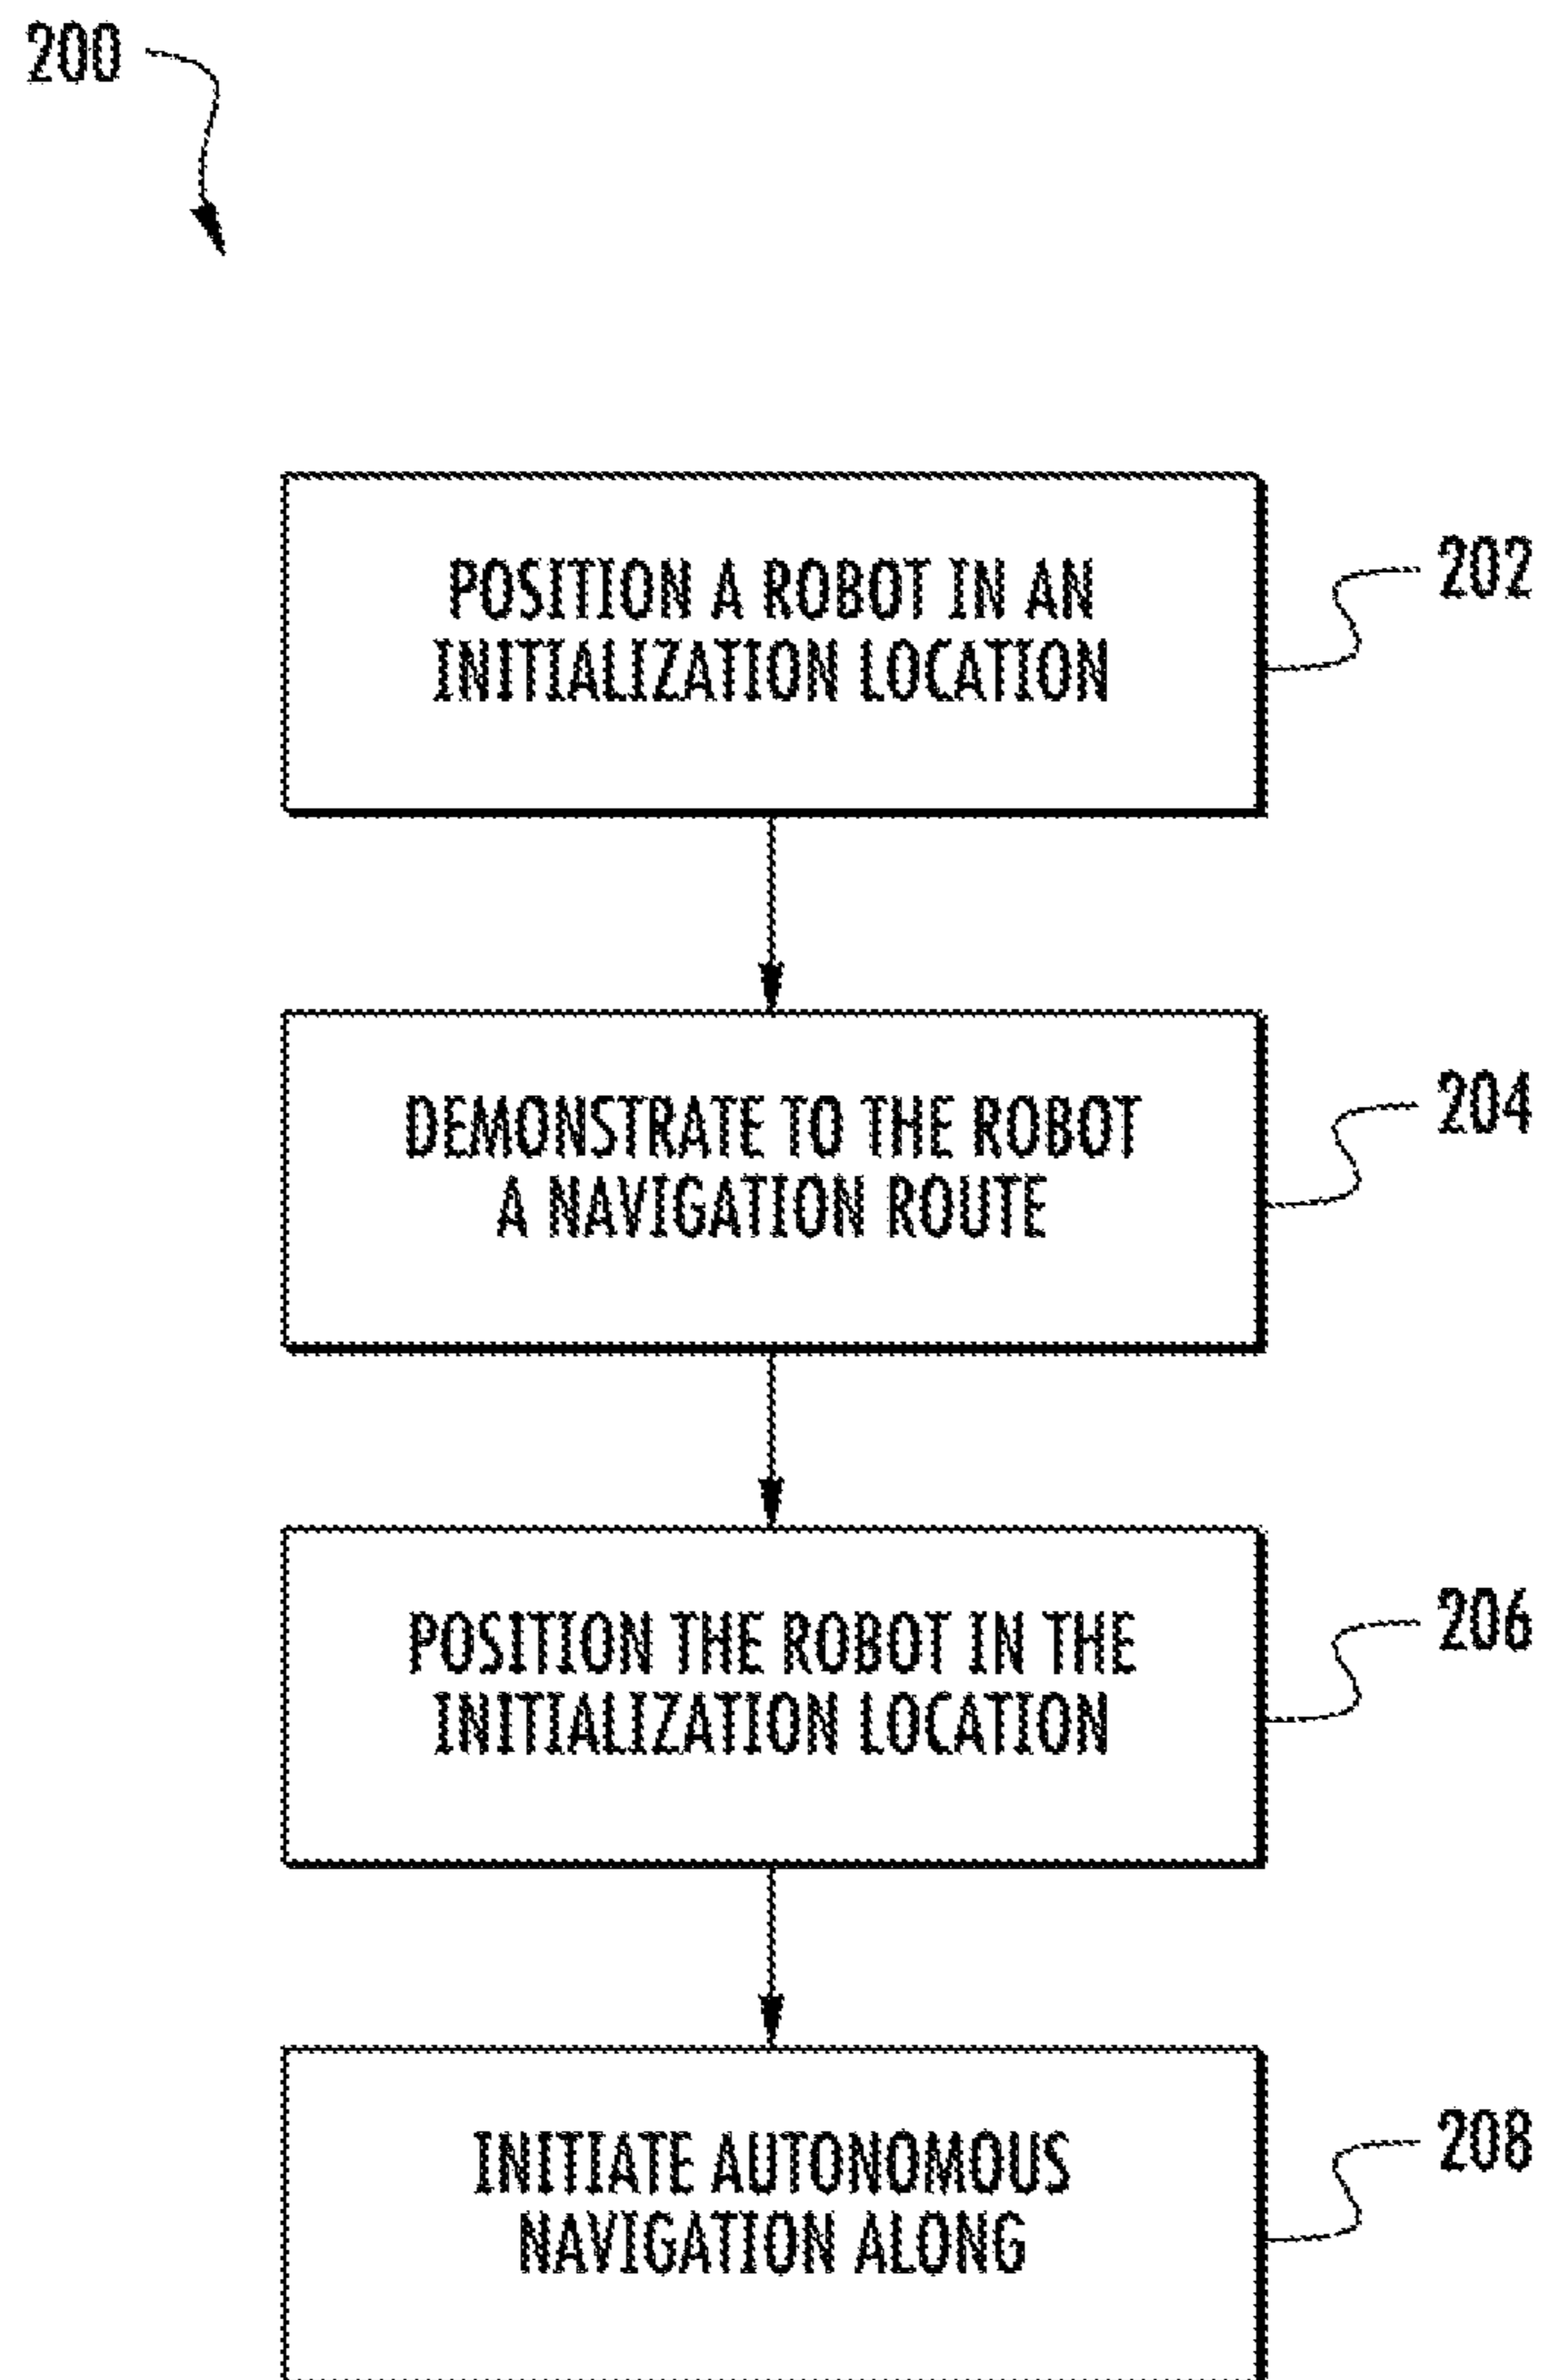 200
POSITION A ROBOT IN AN
INITIALIZATION LOCATION
202
DEMONSTRATE TO THE ROBOT
A NAVIGATION ROUTE
204
POSITION THE ROBOT IN THE
INITIALIZATION LOCATION
206
INITIATE AUTONOMOUS
NAVIGATION ALONG
208